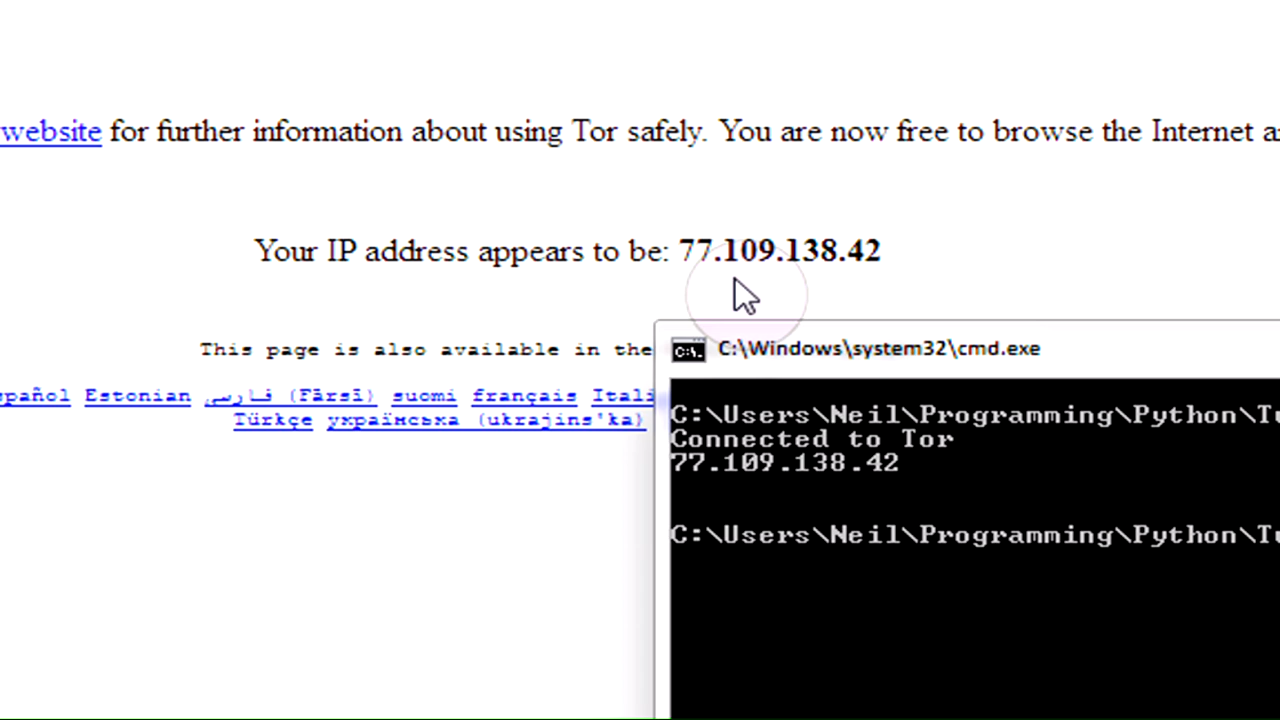 website for further information about using Tor safely. You are now free to browse the Internet
Your IP address appears to be: 77.109.138.42
This page is also available in the
Estonian فارسی (Fārsī) suomi français
Türkçe українська (ukrajins'ka)
C:\Windows\system32\cmd.exe
C:\Users\Neil\Programming\Python\Tu
Connected to Tor
77.109.138.42
C:\Users\Neil\Programming\Python\Tu